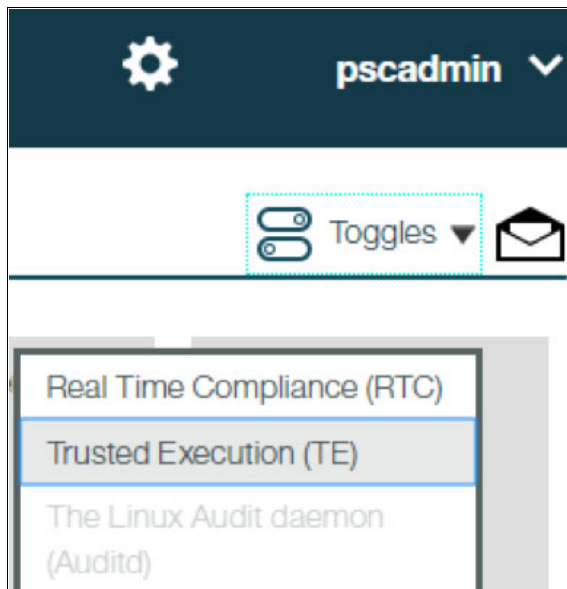 pscadmin
Toggles
Real Time Compliance (RTC)
Trusted Execution (TE)
The Linux Audit daemon
(Auditd)